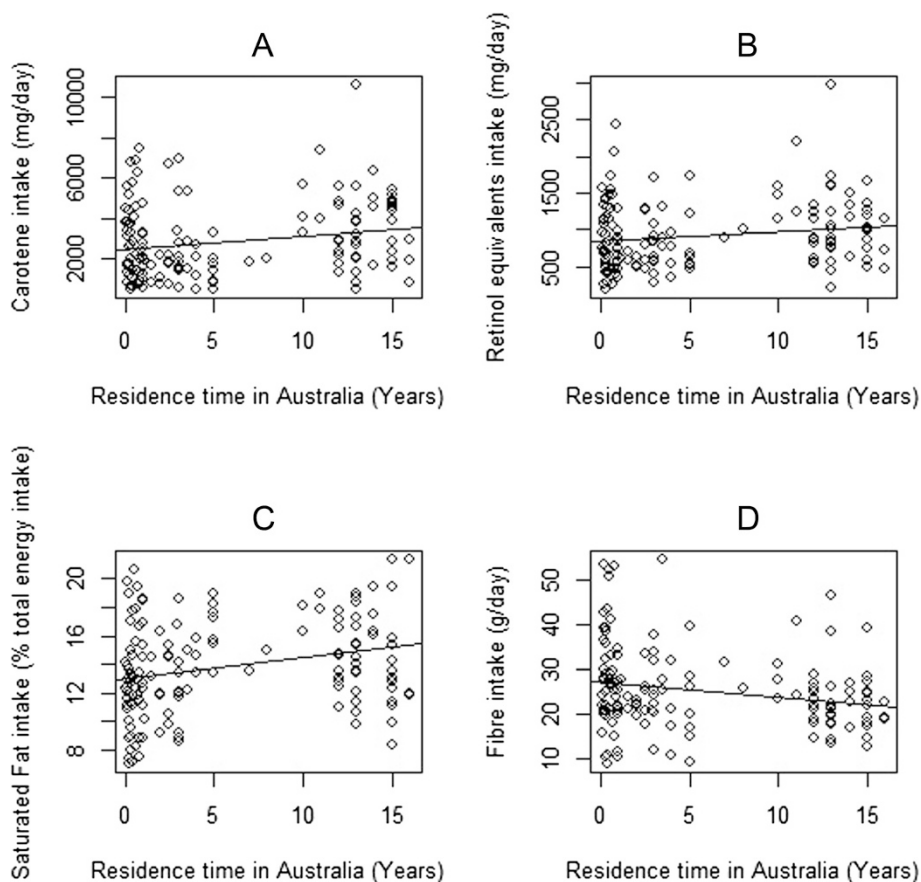 A
B
Carotene intake (mg/day)
10000
6000
2000
0 5 10 15
Residence time in Australia (Years)
Retinol equivalents intake (mg/day)
2500
1500
500
0 5 10 15
Residence time in Australia (Years)
C
D
Saturated Fat intake (% total energy intake)
20
16
12
8
0 5 10 15
Residence time in Australia (Years)
Fibre intake (g/day)
50
40
30
20
10
0 5 10 15
Residence time in Australia (Years)